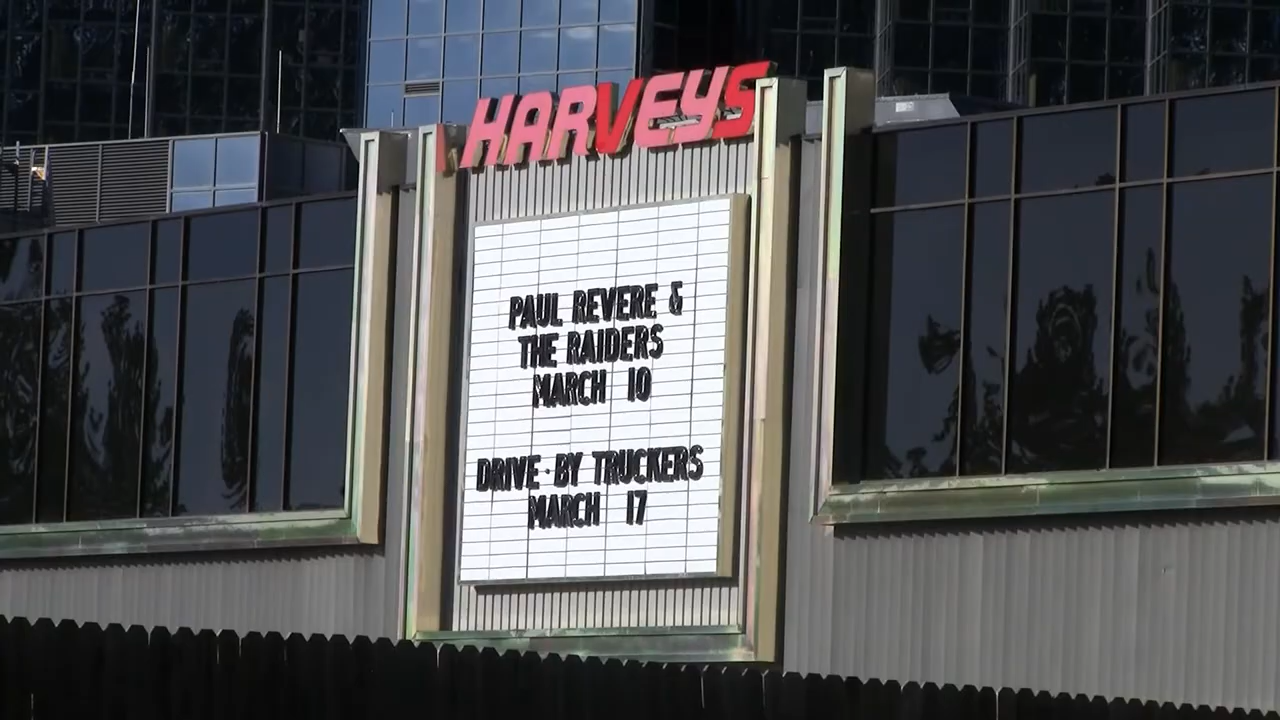 HARVEYS
PAUL REVERE &
THE RAIDERS
MARCH 10
DRIVE-BY TRUCKERS
MARCH 17